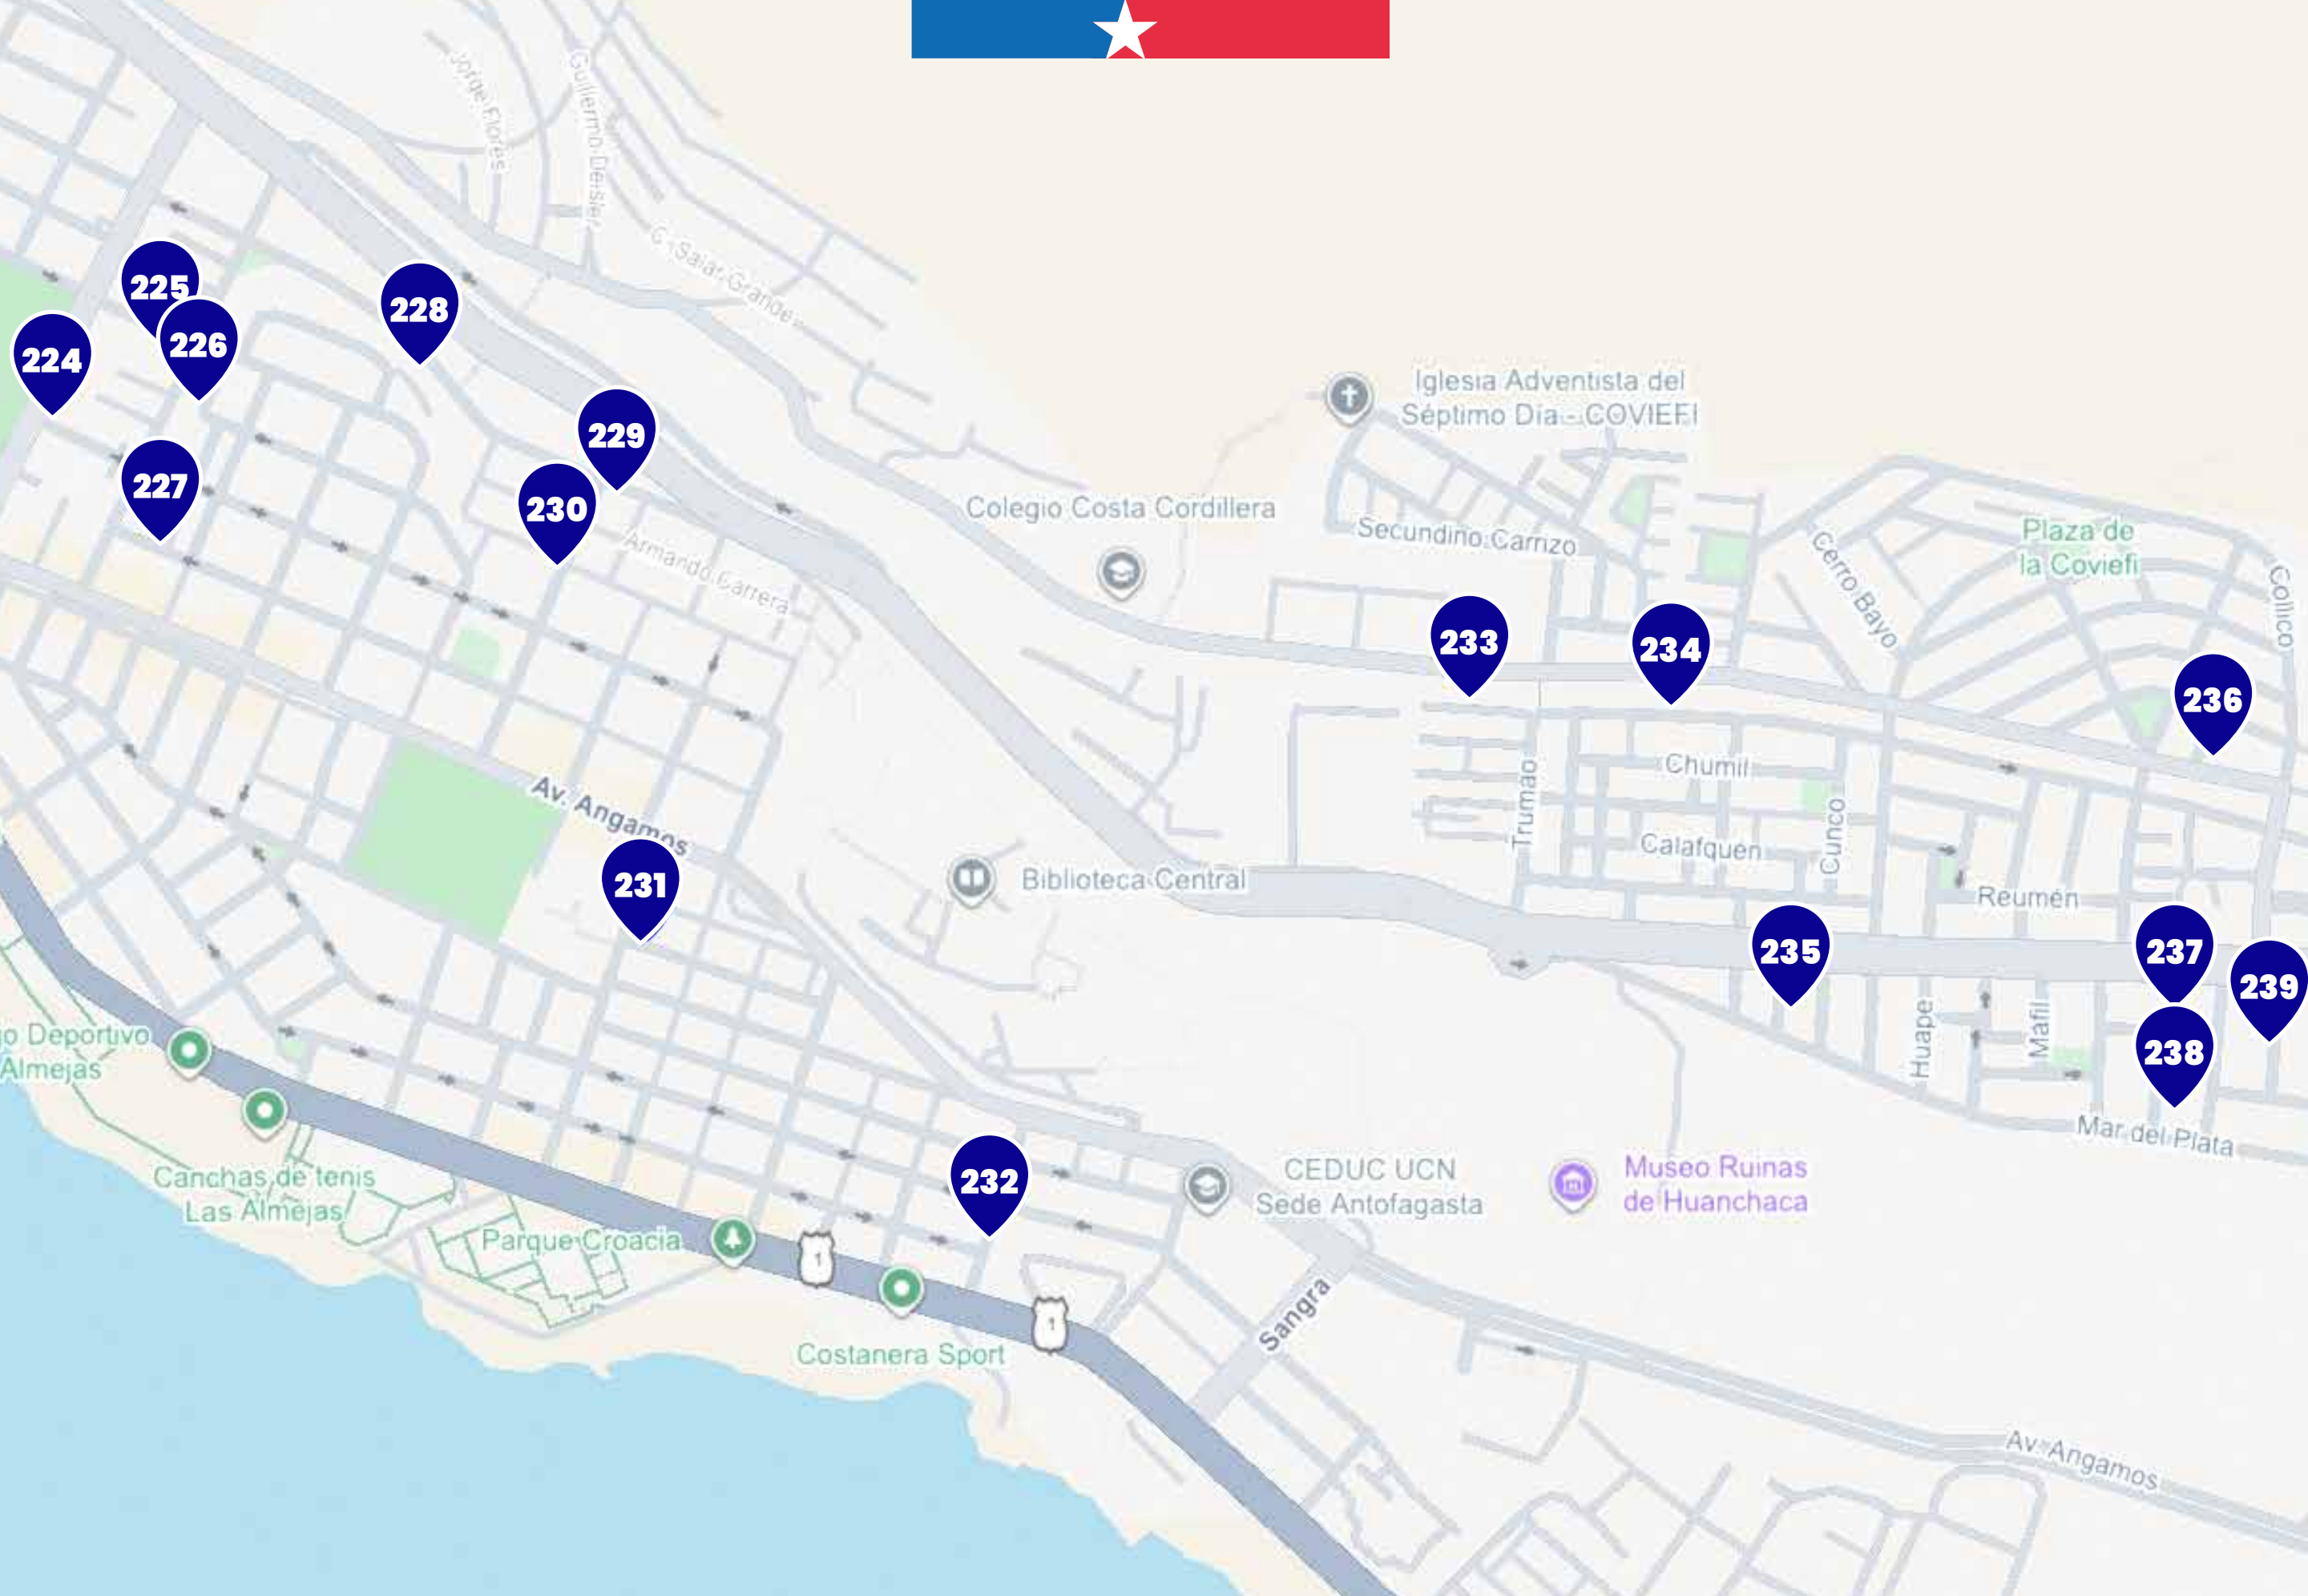 Jorge Flores
Guillermo Deisler
C. Salar Grande
225
228
226
224
Iglesia Adventista del
Séptimo Día - COVIEFI
229
227
230
Colegio Costa Cordillera
Secundino Carrizo
Plaza de
la Coviefi
Cerro Bayo
Collico
Armando Carrera
233
234
236
Chumil
Trumao
Av. Angamos
Calafquén
Cunco
231
Biblioteca Central
Reumén
235
237
239
Huape
Mafil
238
go Deportivo
Almejas
Mar del Plata
Canchas de tenis
Las Almejas
232
CEDUC UCN
Sede Antofagasta
Museo Ruinas
de Huanchaca
Parque Croacia
1
1
Sangra
Costanera Sport
Av. Angamos